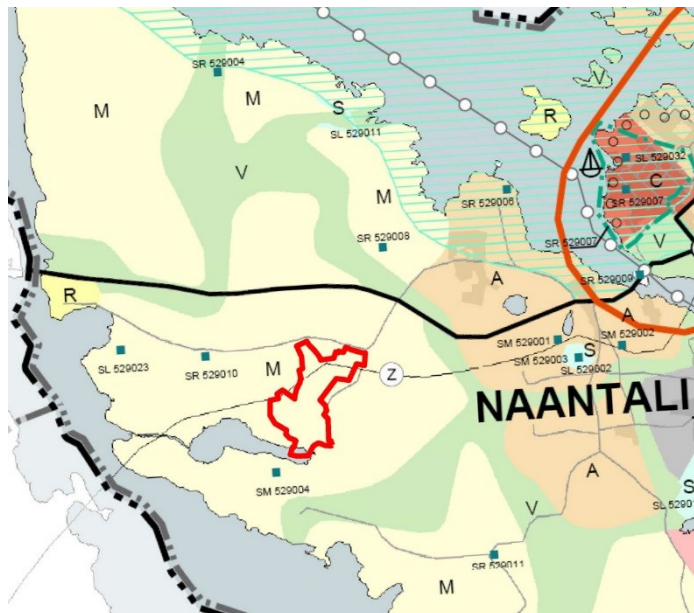 SR 529004
M
M
S
SL 529011
V
M
SR 529006
SR 529008
R
V
SL 529032
C
SR 529007
SR 529007
V
SR 529009
A
A
R
SL 529023
SR 529010
M
Z
SM 529001
SM 529002
SM 529003
S
SL 529002
NAANTALI
SM 529004
A
S
SL 52901
V
SR 529011
M